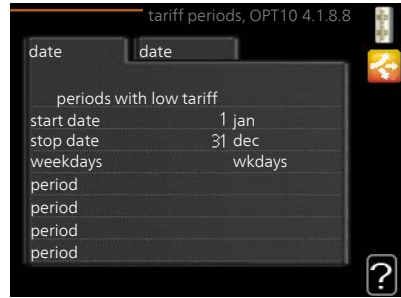 tariff periods, OPT10 4.1.8.8
date date
periods with low tariff
start date 1 jan
stop date 31 dec
weekdays wkdays
period
period
period
period
?